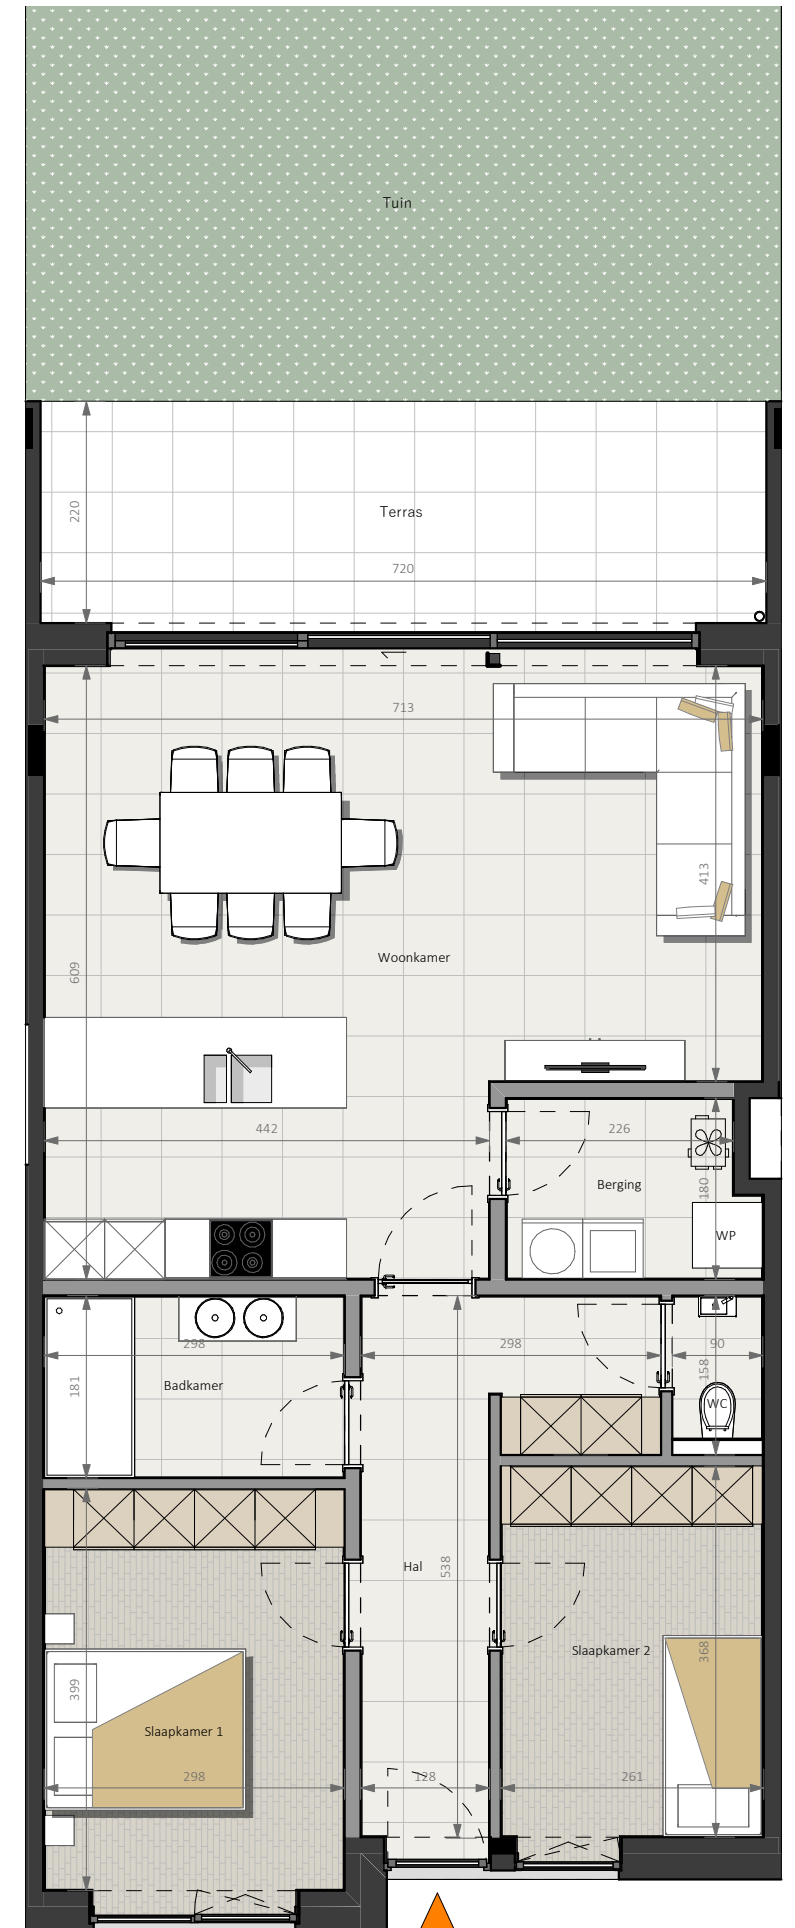 Tuin
220
Terras
720
713
413
Woonkamer
609
442
226
180
Berging
WP
298
298
90
158
181
Badkamer
WC
Hal
538
Slaapkamer 2
368
399
Slaapkamer 1
298
128
261